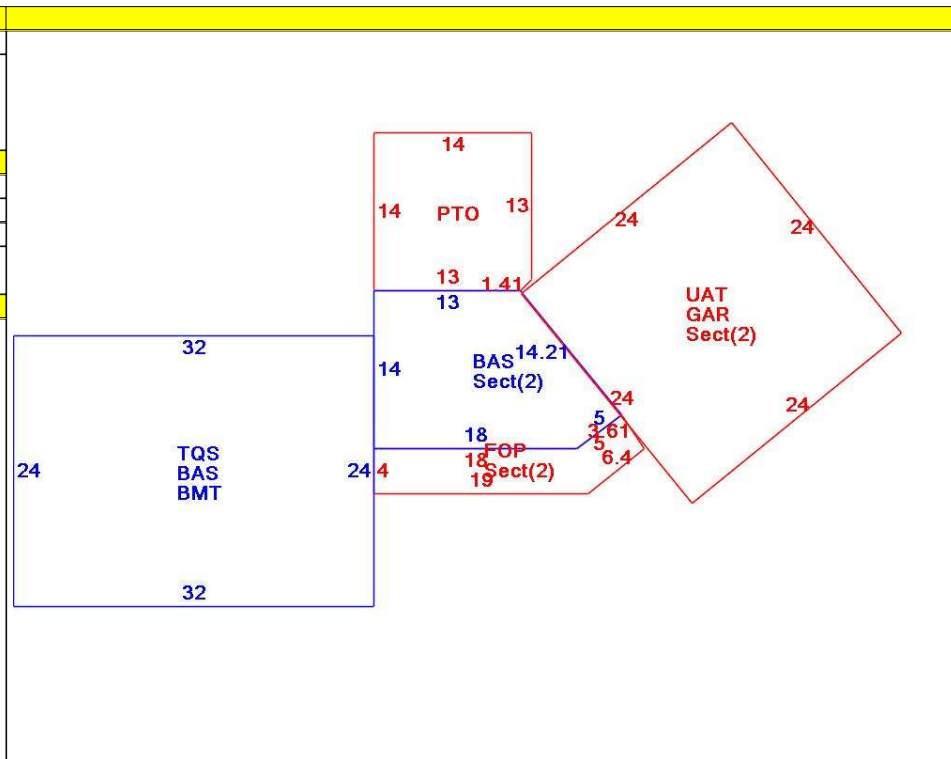 14
14
PTO
13
13
1.41
24
24
UAT
GAR
Sect(2)
24
24
13
14
BAS
Sect(2)
14.21
5
18
32
24
TQS
BAS
BMT
24
32
4
FOP
Sect(2)
18
19
3.61
5
6.4